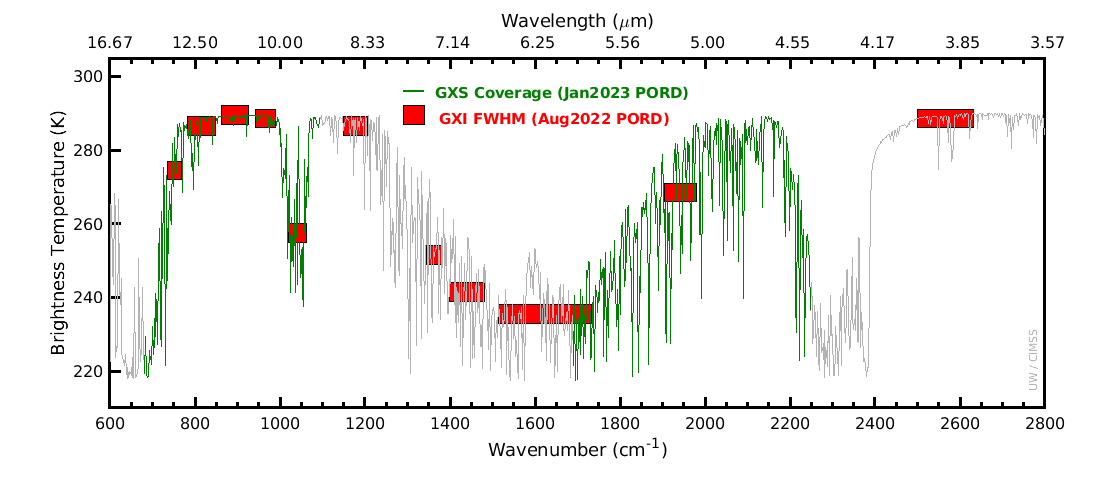 Wavelength (μm)
16.67 12.50 10.00 8.33 7.14 6.25 5.56 5.00 4.55 4.17 3.85 3.57
GXS Coverage (Jan2023 PORD)
GXI FWHM (Aug2022 PORD)
Brightness Temperature (K)
300
280
260
240
220
UW / CIMSS
600 800 1000 1200 1400 1600 1800 2000 2200 2400 2600 2800
Wavenumber (cm⁻¹)